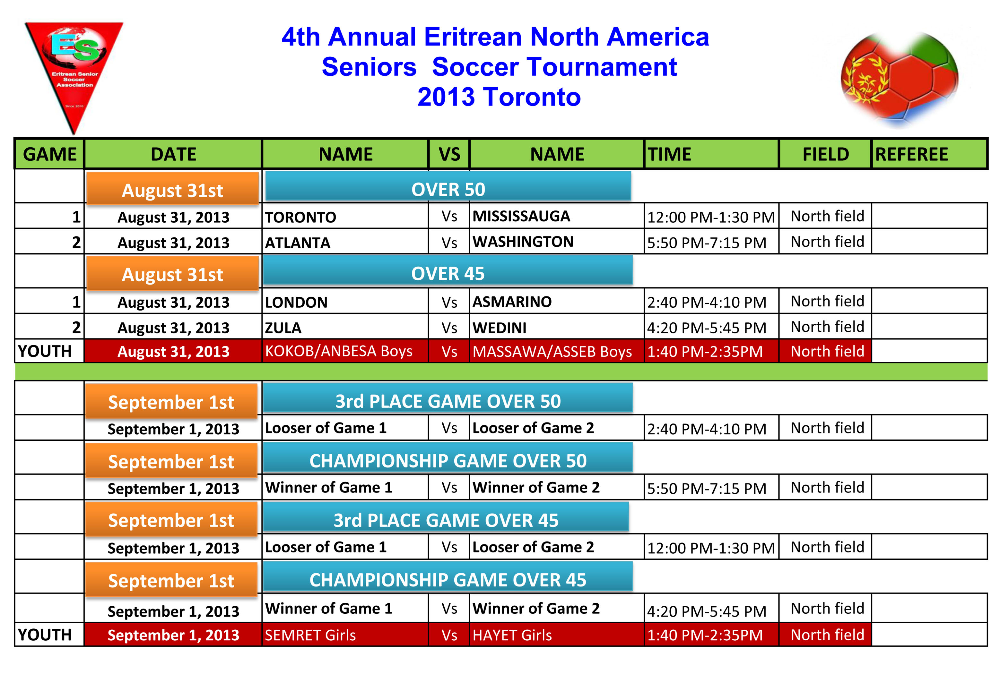 4th Annual Eritrean North America
Seniors  Soccer Tournament
2013 Toronto
ES
Eritrean Senior
Soccer
Association
Since 2010
GAME DATE NAME VS NAME TIME FIELD REFEREE
August 31st OVER 50
1 August 31, 2013 TORONTO Vs MISSISSAUGA 12:00 PM-1:30 PM North field
2 August 31, 2013 ATLANTA Vs WASHINGTON 5:50 PM-7:15 PM North field
August 31st OVER 45
1 August 31, 2013 LONDON Vs ASMARINO 2:40 PM-4:10 PM North field
2 August 31, 2013 ZULA Vs WEDINI 4:20 PM-5:45 PM North field
YOUTH August 31, 2013 KOKOB/ANBESA Boys Vs MASSAWA/ASSEB Boys 1:40 PM-2:35PM North field
September 1st 3rd PLACE GAME OVER 50
September 1, 2013 Looser of Game 1 Vs Looser of Game 2 2:40 PM-4:10 PM North field
September 1st CHAMPIONSHIP GAME OVER 50
September 1, 2013 Winner of Game 1 Vs Winner of Game 2 5:50 PM-7:15 PM North field
September 1st 3rd PLACE GAME OVER 45
September 1, 2013 Looser of Game 1 Vs Looser of Game 2 12:00 PM-1:30 PM North field
September 1st CHAMPIONSHIP GAME OVER 45
September 1, 2013 Winner of Game 1 Vs Winner of Game 2 4:20 PM-5:45 PM North field
YOUTH September 1, 2013 SEMRET Girls Vs HAYET Girls 1:40 PM-2:35PM North field